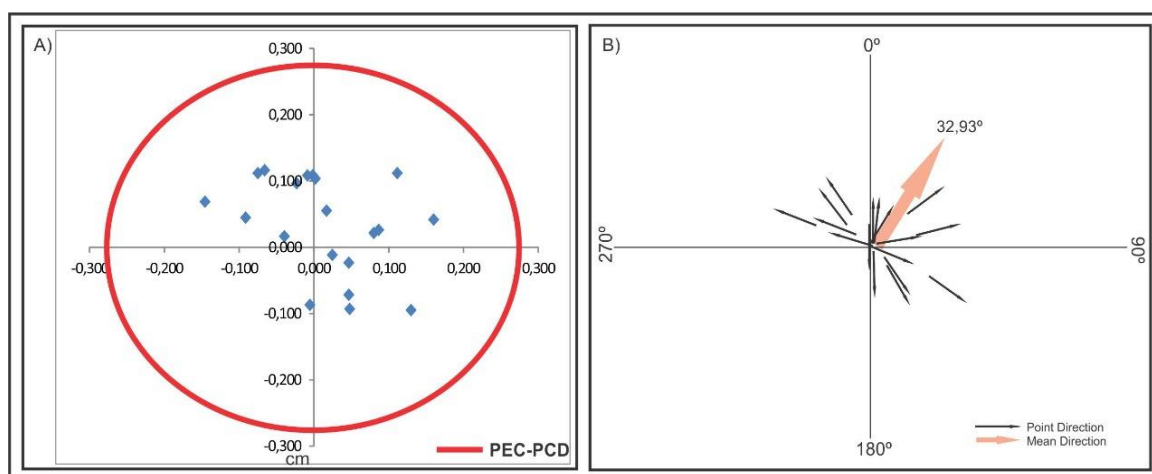 A)
0,300
0,200
0,100
0,000
-0,300 -0,200 -0,100 0,000 0,100 0,200 0,300
-0,100
-0,200
-0,300
cm
PEC-PCD
B)
0º
32,93º
270º
90º
180º
Point Direction
Mean Direction